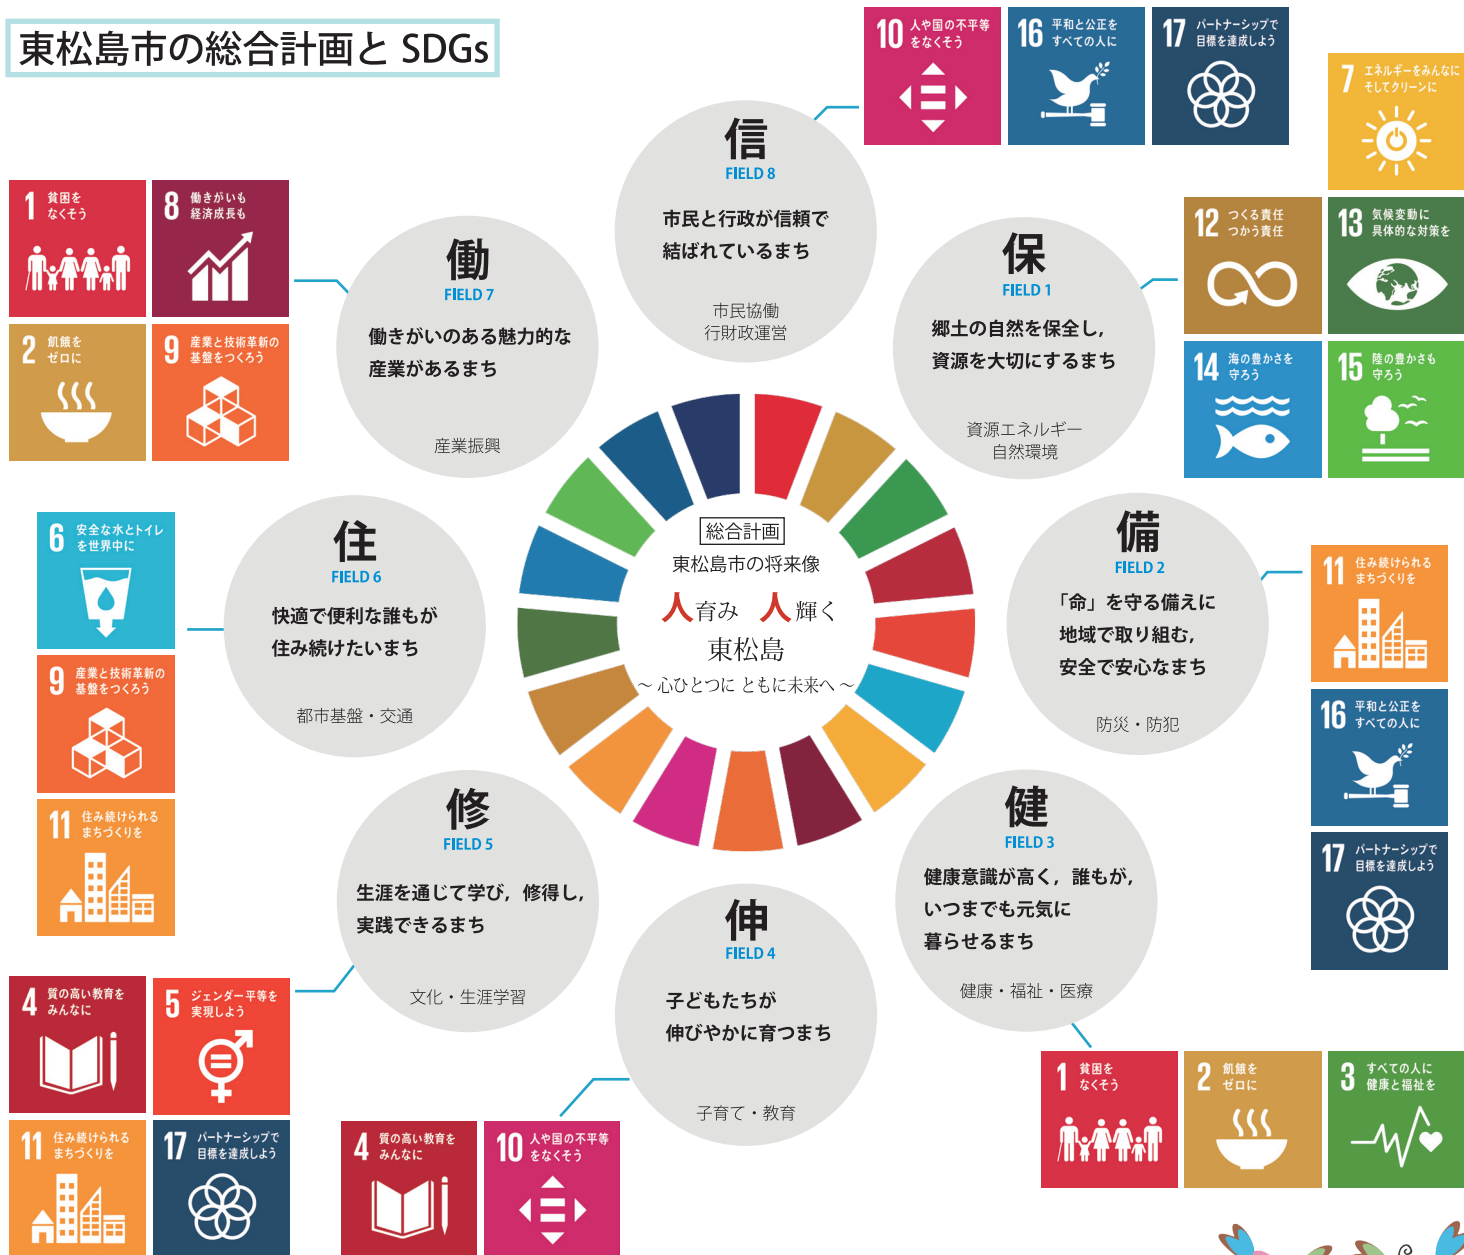 東松島市の総合計画と SDGs
10 人や国の不平等
をなくそう
16 平和と公正を
すべての人に
17 パートナーシップで
目標を達成しよう
信
FIELD 8
市民と行政が信頼で
結ばれているまち
市民協働
行財政運営
7 エネルギーをみんなに
そしてクリーンに
12 つくる責任
つかう責任
13 気候変動に
具体的な対策を
14 海の豊かさを
守ろう
15 陸の豊かさも
守ろう
保
FIELD 1
郷土の自然を保全し，
資源を大切にするまち
資源エネルギー
自然環境
1 貧困を
なくそう
8 働きがいも
経済成長も
2 飢餓を
ゼロに
9 産業と技術革新の
基盤をつくろう
働
FIELD 7
働きがいのある魅力的な
産業があるまち
産業振興
総合計画
東松島市の将来像
人育み 人輝く
東松島
～ 心ひとつに ともに未来へ ～
備
FIELD 2
「命」を守る備えに
地域で取り組む，
安全で安心なまち
防災・防犯
11 住み続けられる
まちづくりを
16 平和と公正を
すべての人に
17 パートナーシップで
目標を達成しよう
6 安全な水とトイレ
を世界中に
9 産業と技術革新の
基盤をつくろう
11 住み続けられる
まちづくりを
住
FIELD 6
快適で便利な誰もが
住み続けたいまち
都市基盤・交通
修
FIELD 5
生涯を通じて学び，修得し，
実践できるまち
文化・生涯学習
4 質の高い教育を
みんなに
5 ジェンダー平等を
実現しよう
11 住み続けられる
まちづくりを
17 パートナーシップで
目標を達成しよう
伸
FIELD 4
子どもたちが
伸びやかに育つまち
子育て・教育
4 質の高い教育を
みんなに
10 人や国の不平等
をなくそう
健
FIELD 3
健康意識が高く，誰もが，
いつまでも元気に
暮らせるまち
健康・福祉・医療
1 貧困を
なくそう
2 飢餓を
ゼロに
3 すべての人に
健康と福祉を